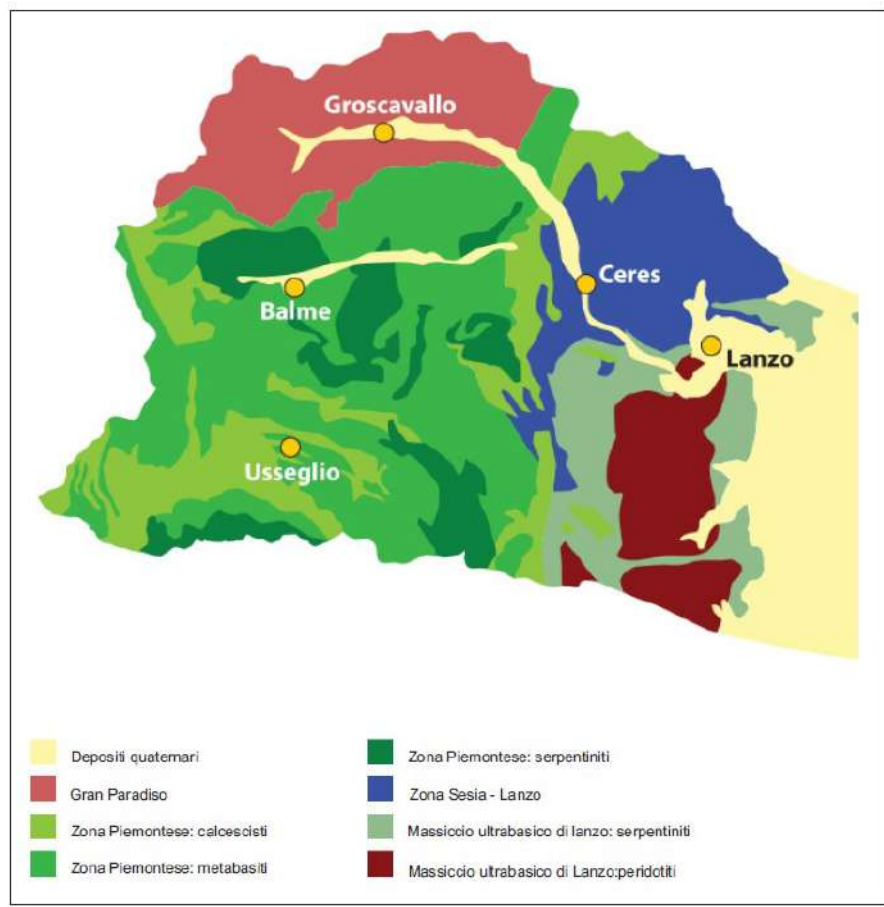 Groscavallo
Ceres
Balme
Lanzo
Usseglio
Depositi quaternari
Gran Paradiso
Zona Piemontese: calcescisti
Zona Piemontese: metabasiti
Zona Piemontese: serpentiniti
Zona Sesia - Lanzo
Massiccio ultrabasico di lanzo: serpentiniti
Massiccio ultrabasico di Lanzo:peridotiti